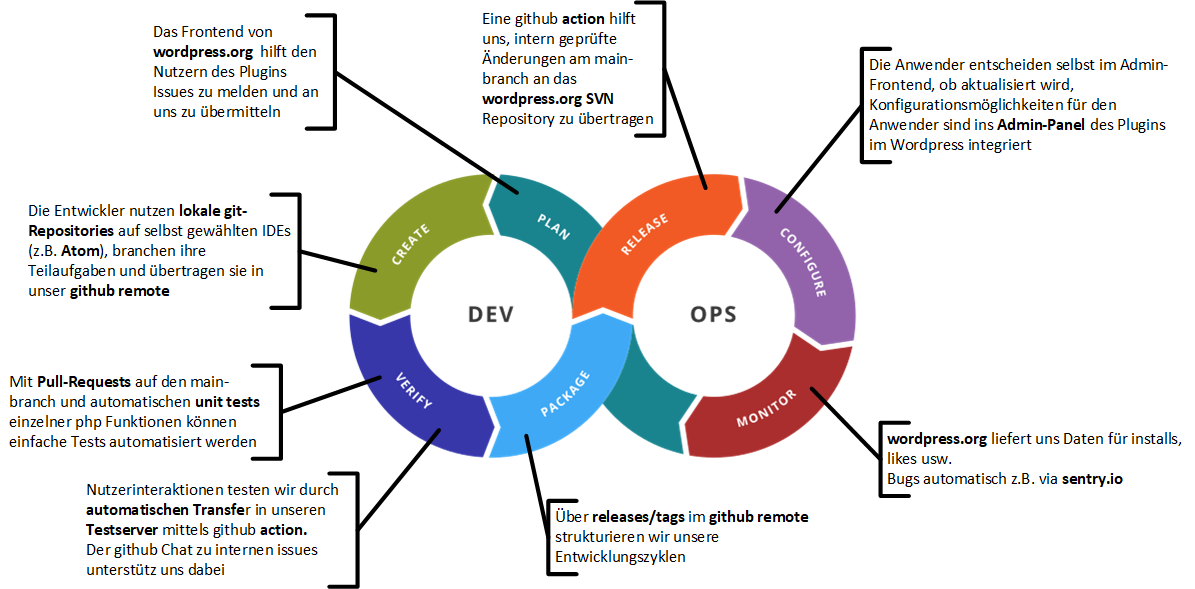 Das Frontend von
wordpress.org hilft den
Nutzern des Plugins
Issues zu melden und an
uns zu übermitteln
Eine github action hilft
uns, intern geprüfte
Änderungen am main-
branch an das
wordpress.org SVN
Repository zu übertragen
Die Anwender entscheiden selbst im Admin-
Frontend, ob aktualisiert wird,
Konfigurationsmöglichkeiten für den
Anwender sind ins Admin-Panel des Plugins
im Wordpress integriert
Die Entwickler nutzen lokale git-
Repositories auf selbst gewählten IDEs
(z.B. Atom), branchen ihre
Teilaufgaben und übertragen sie in
unser github remote
CREATE
PLAN
RELEASE
CONFIGURE
DEV
OPS
VERIFY
PACKAGE
MONITOR
Mit Pull-Requests auf den main-
branch und automatischen unit tests
einzelner php Funktionen können
einfache Tests automatisiert werden
wordpress.org liefert uns Daten für installs,
likes usw.
Bugs automatisch z.B. via sentry.io
Nutzerinteraktionen testen wir durch
automatischen Transfer in unseren
Testserver mittels github action.
Der github Chat zu internen issues
unterstütz uns dabei
Über releases/tags im github remote
strukturieren wir unsere
Entwicklungszyklen